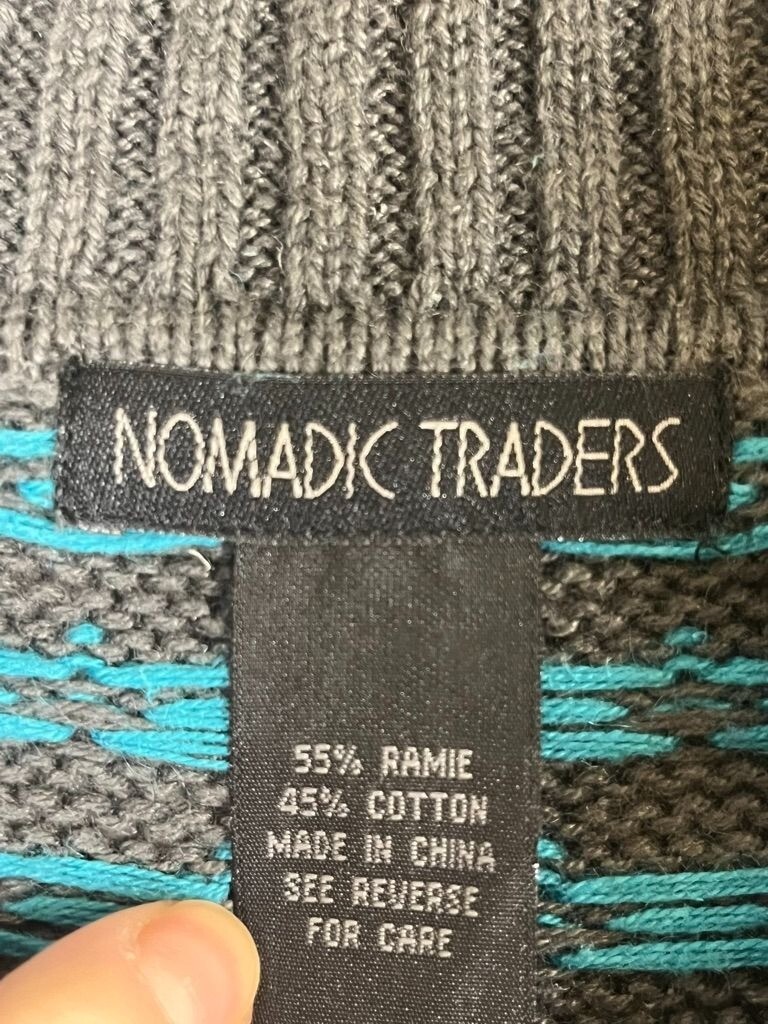 NOMADIC TRADERS
55% RAMIE
45% COTTON
MADE IN CHINA
SEE REVERSE
FOR CARE